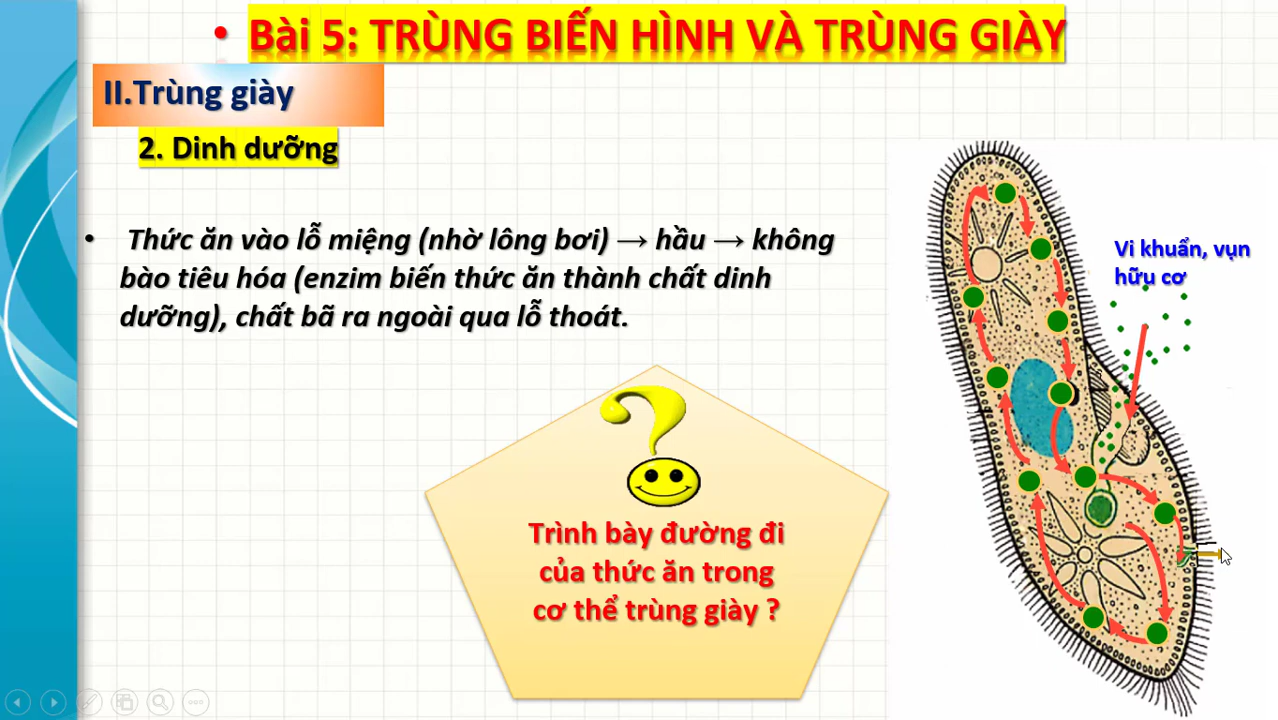 • Bài 5: TRÙNG BIẾN HÌNH VÀ TRÙNG GIÀY
II.Trùng giày
2. Dinh dưỡng
• Thức ăn vào lỗ miệng (nhờ lông bơi) → hầu → không
bào tiêu hóa (enzim biến thức ăn thành chất dinh
dưỡng), chất bã ra ngoài qua lỗ thoát.
Vi khuẩn, vụn
hữu cơ
Trình bày đường đi
của thức ăn trong
cơ thể trùng giày ?